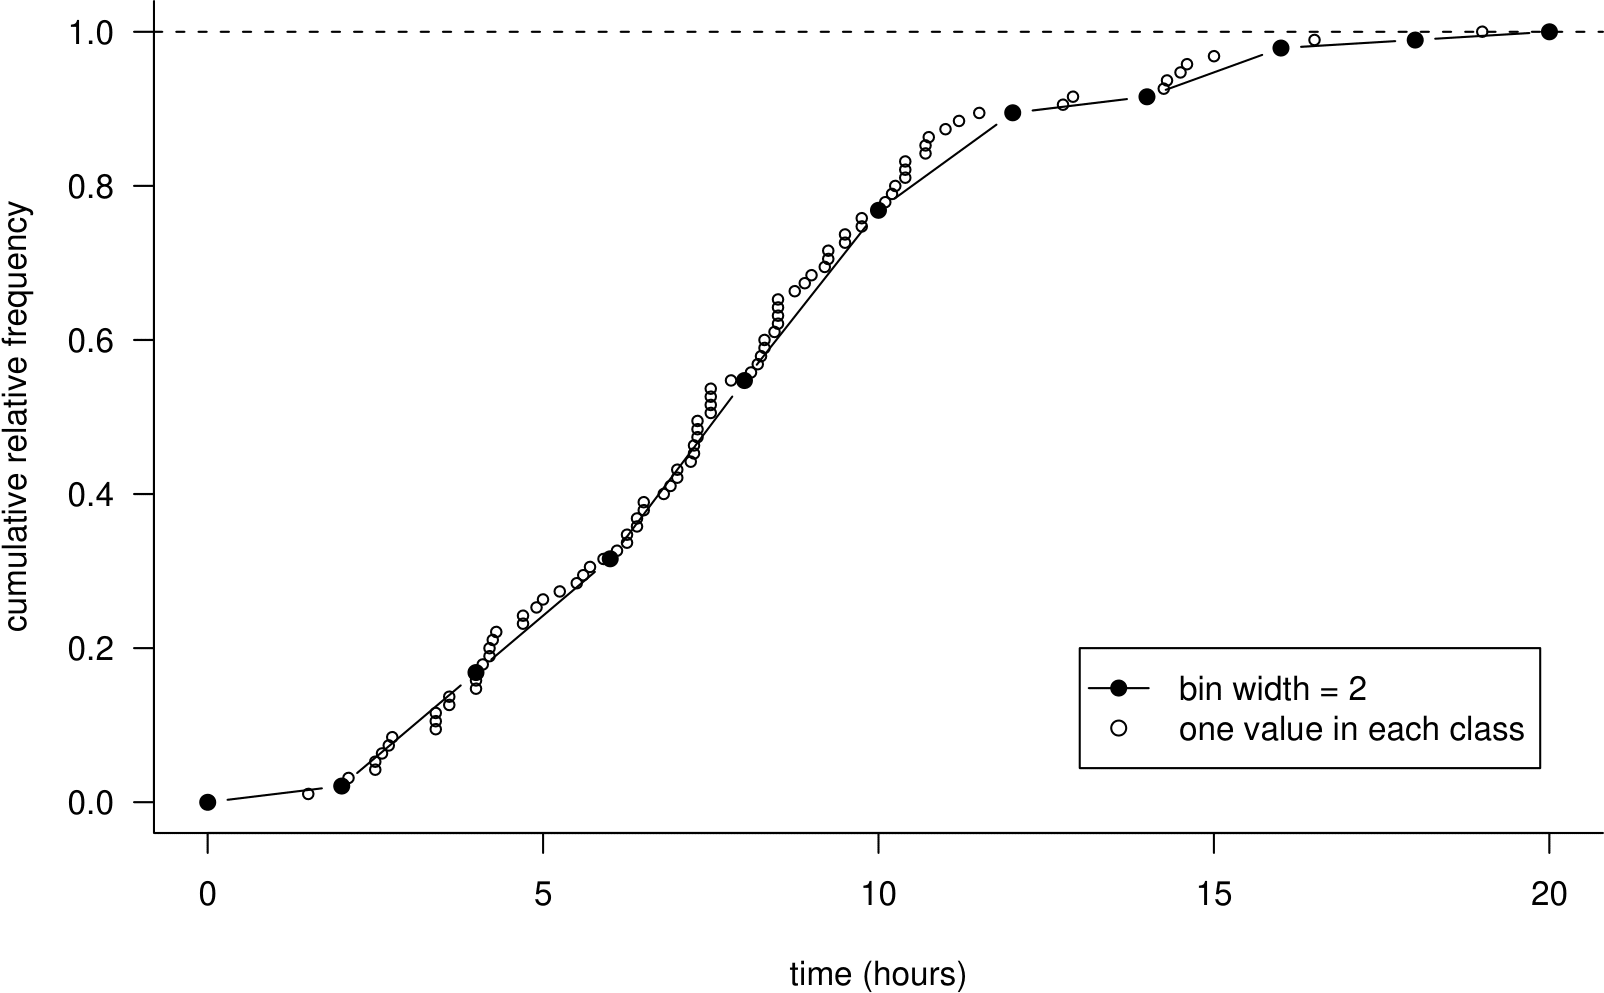 cumulative relative frequency
1.0
0.8
0.6
0.4
0.2
0.0
bin width = 2
one value in each class
0 5 10 15 20
time (hours)